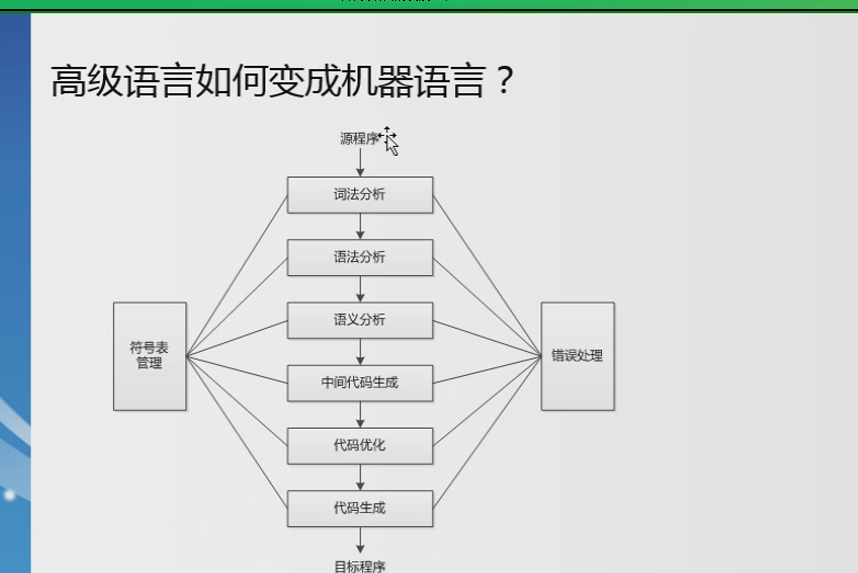 高级语言如何变成机器语言？
源程序
词法分析
语法分析
语义分析
符号表
管理
错误处理
中间代码生成
代码优化
代码生成
目标程序